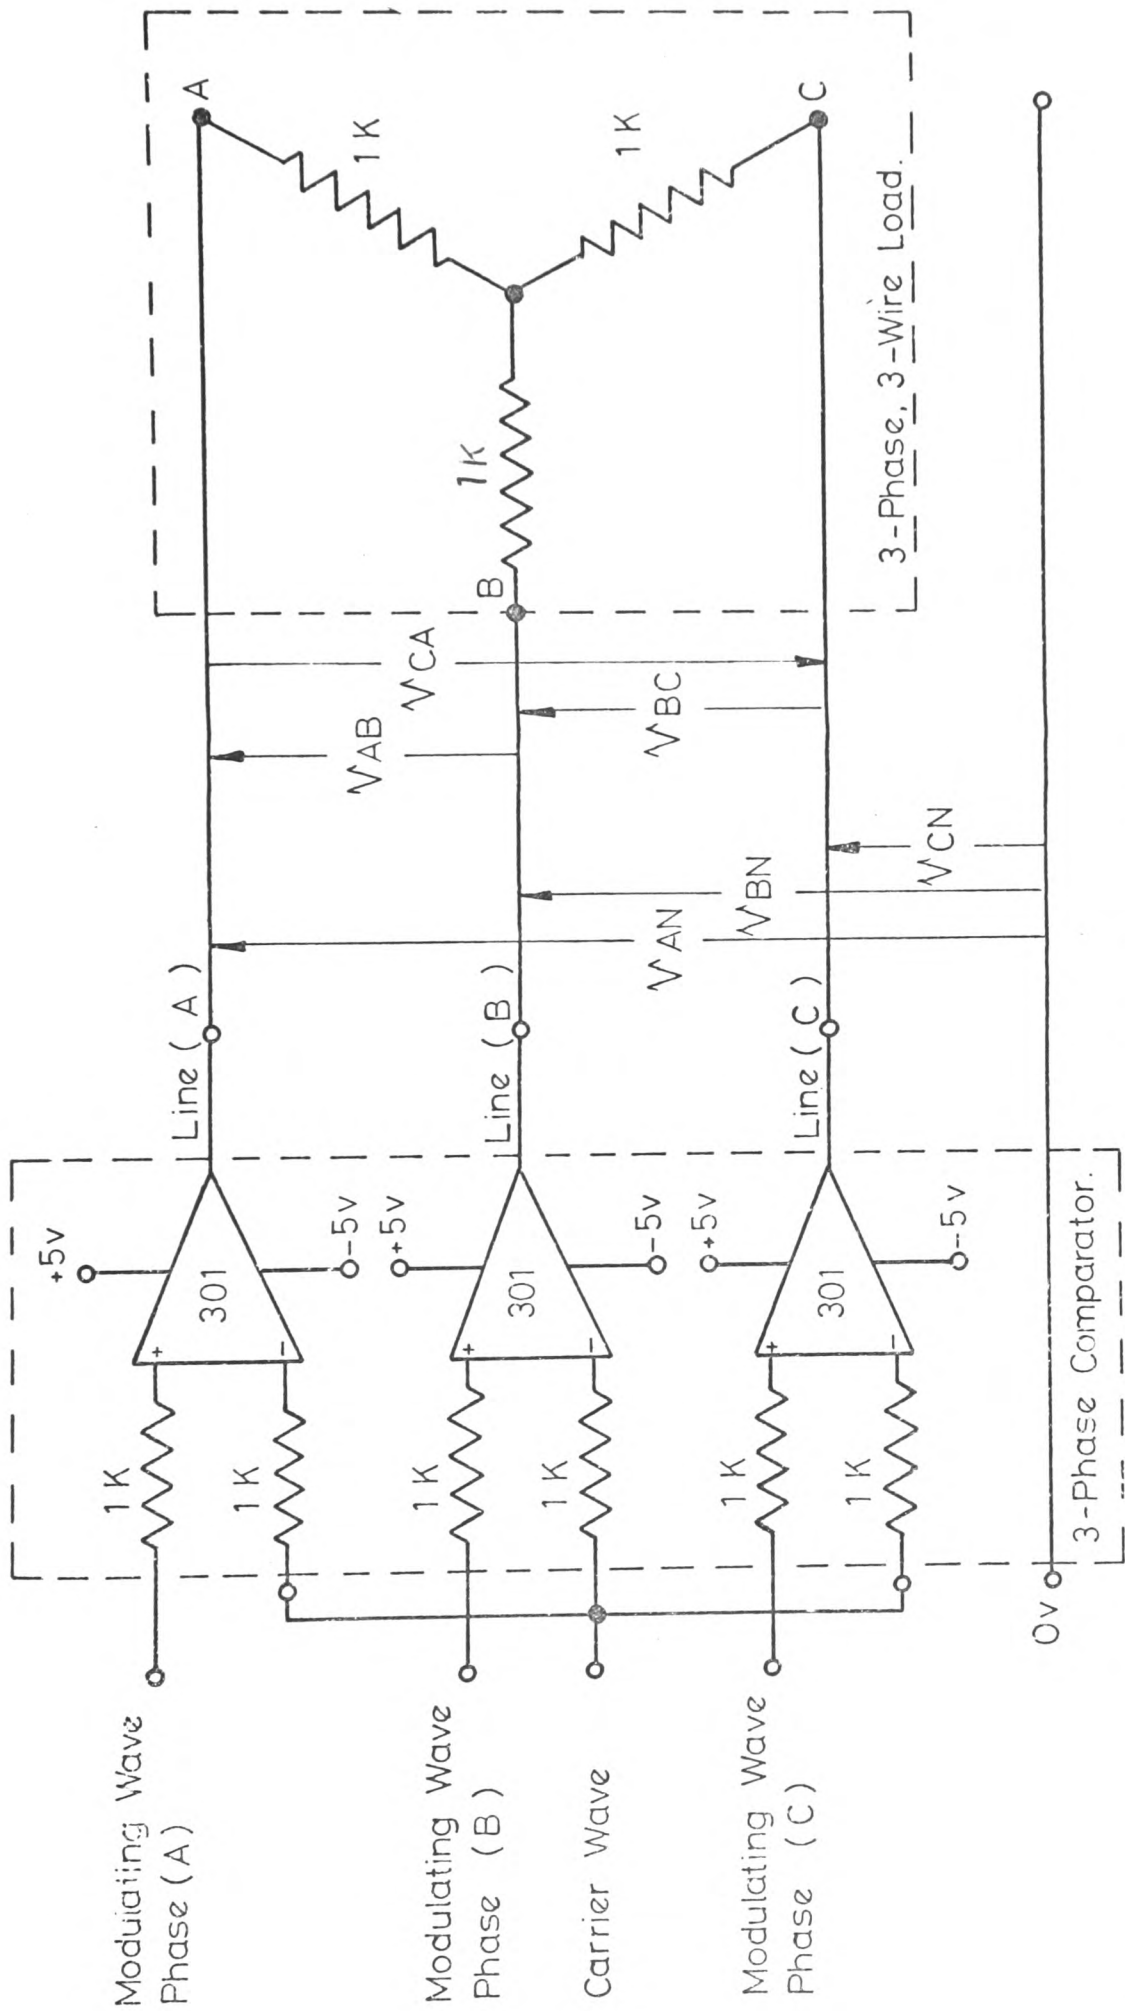 Modulating Wave
Phase (A)
Modulating Wave
Phase (B)
Carrier Wave
Modulating Wave
Phase (C)
0v
1K
1K
1K
1K
1K
1K
+
-
+
-
+
-
301
301
301
+5v
-5v
+5v
-5v
+5v
-5v
3-Phase Comparator.
Line (A)
Line (B)
Line (C)
VAN
VBN
VCN
VAB
VBC
VCA
A
B
C
1K
1K
1K
3-Phase, 3-Wire Load.